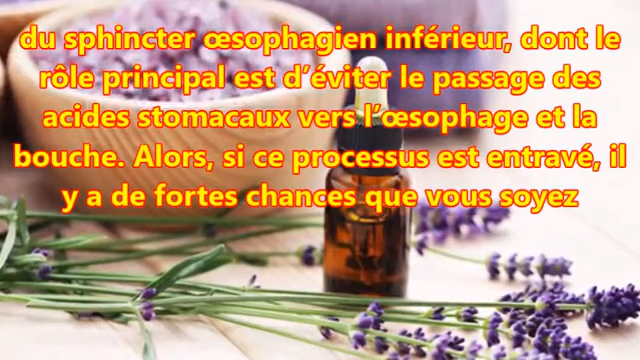 du sphincter œsophagien inférieur, dont le
rôle principal est d’éviter le passage des
acides stomacaux vers l’œsophage et la
bouche. Alors, si ce processus est entravé, il
y a de fortes chances que vous soyez